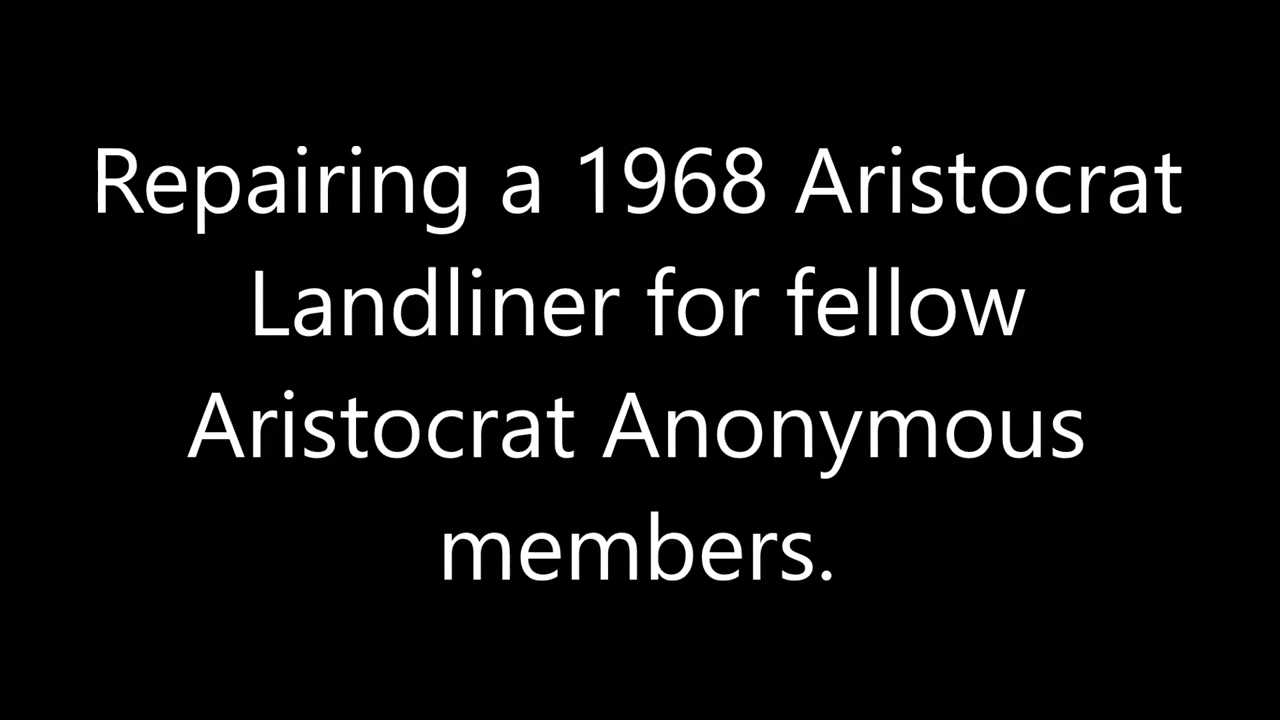 Repairing a 1968 Aristocrat
Landliner for fellow
Aristocrat Anonymous
members.